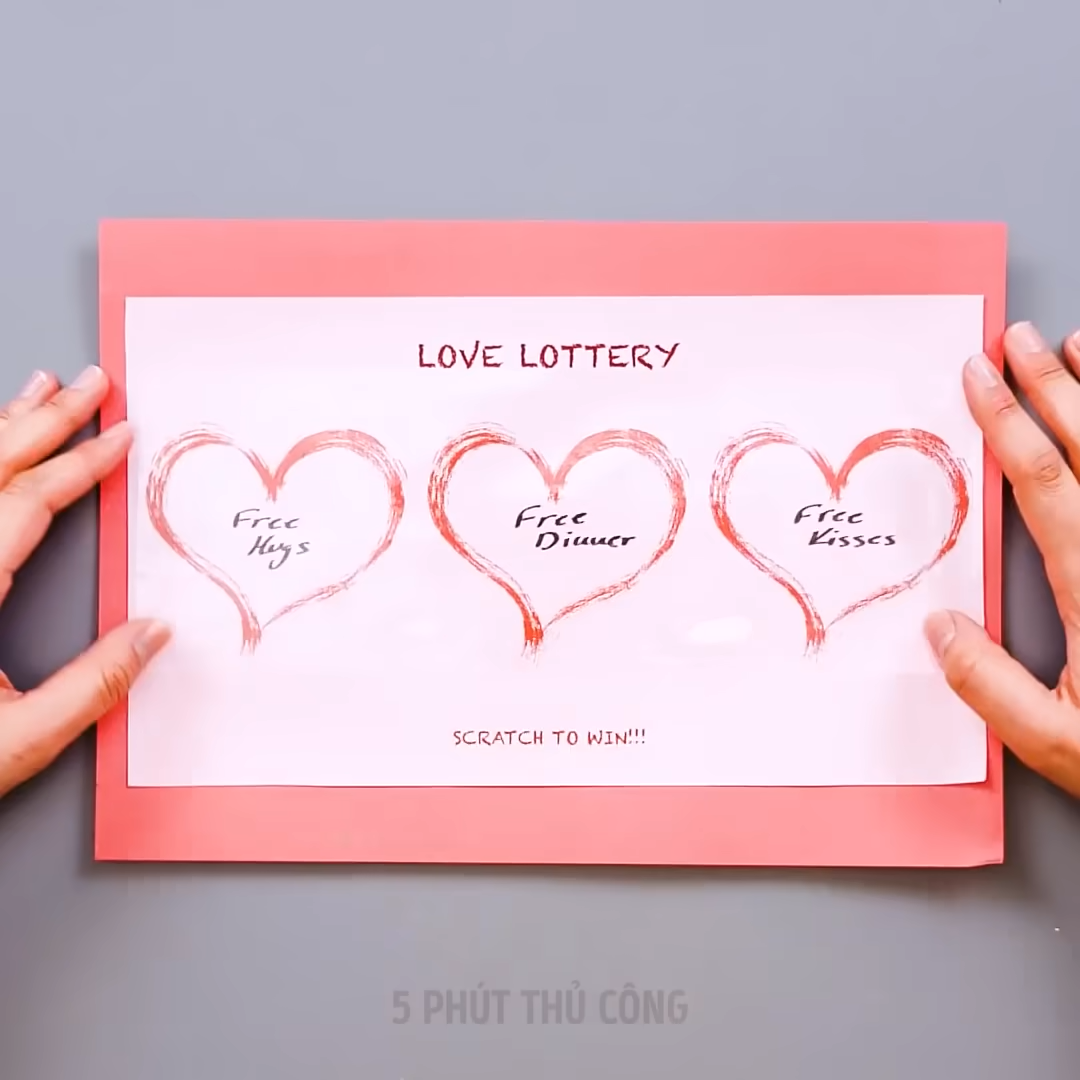 LOVE LOTTERY
Free
Hugs
Free
Dinner
Free
Kisses
SCRATCH TO WIN!!!
5 PHÚT THỦ CÔNG